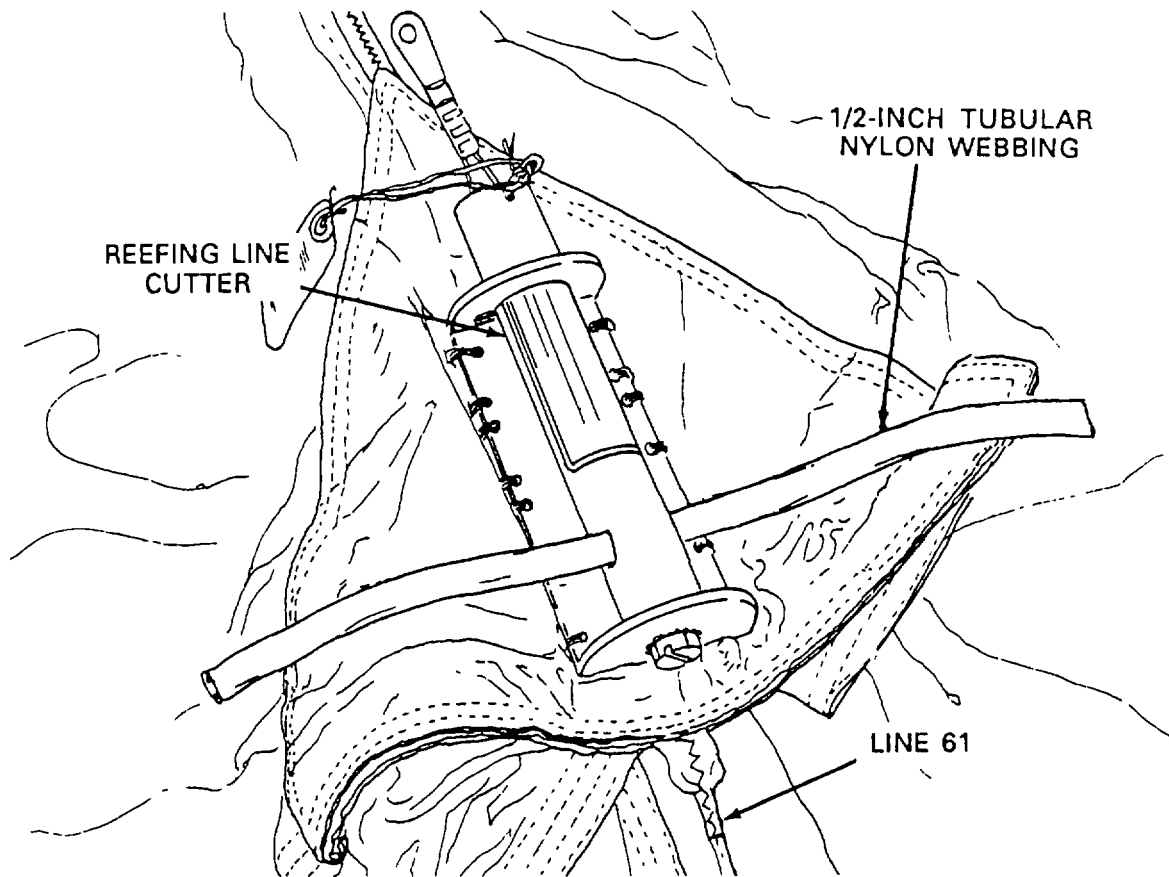 1/2-INCH TUBULAR
NYLON WEBBING
REEFING LINE
CUTTER
LINE 61